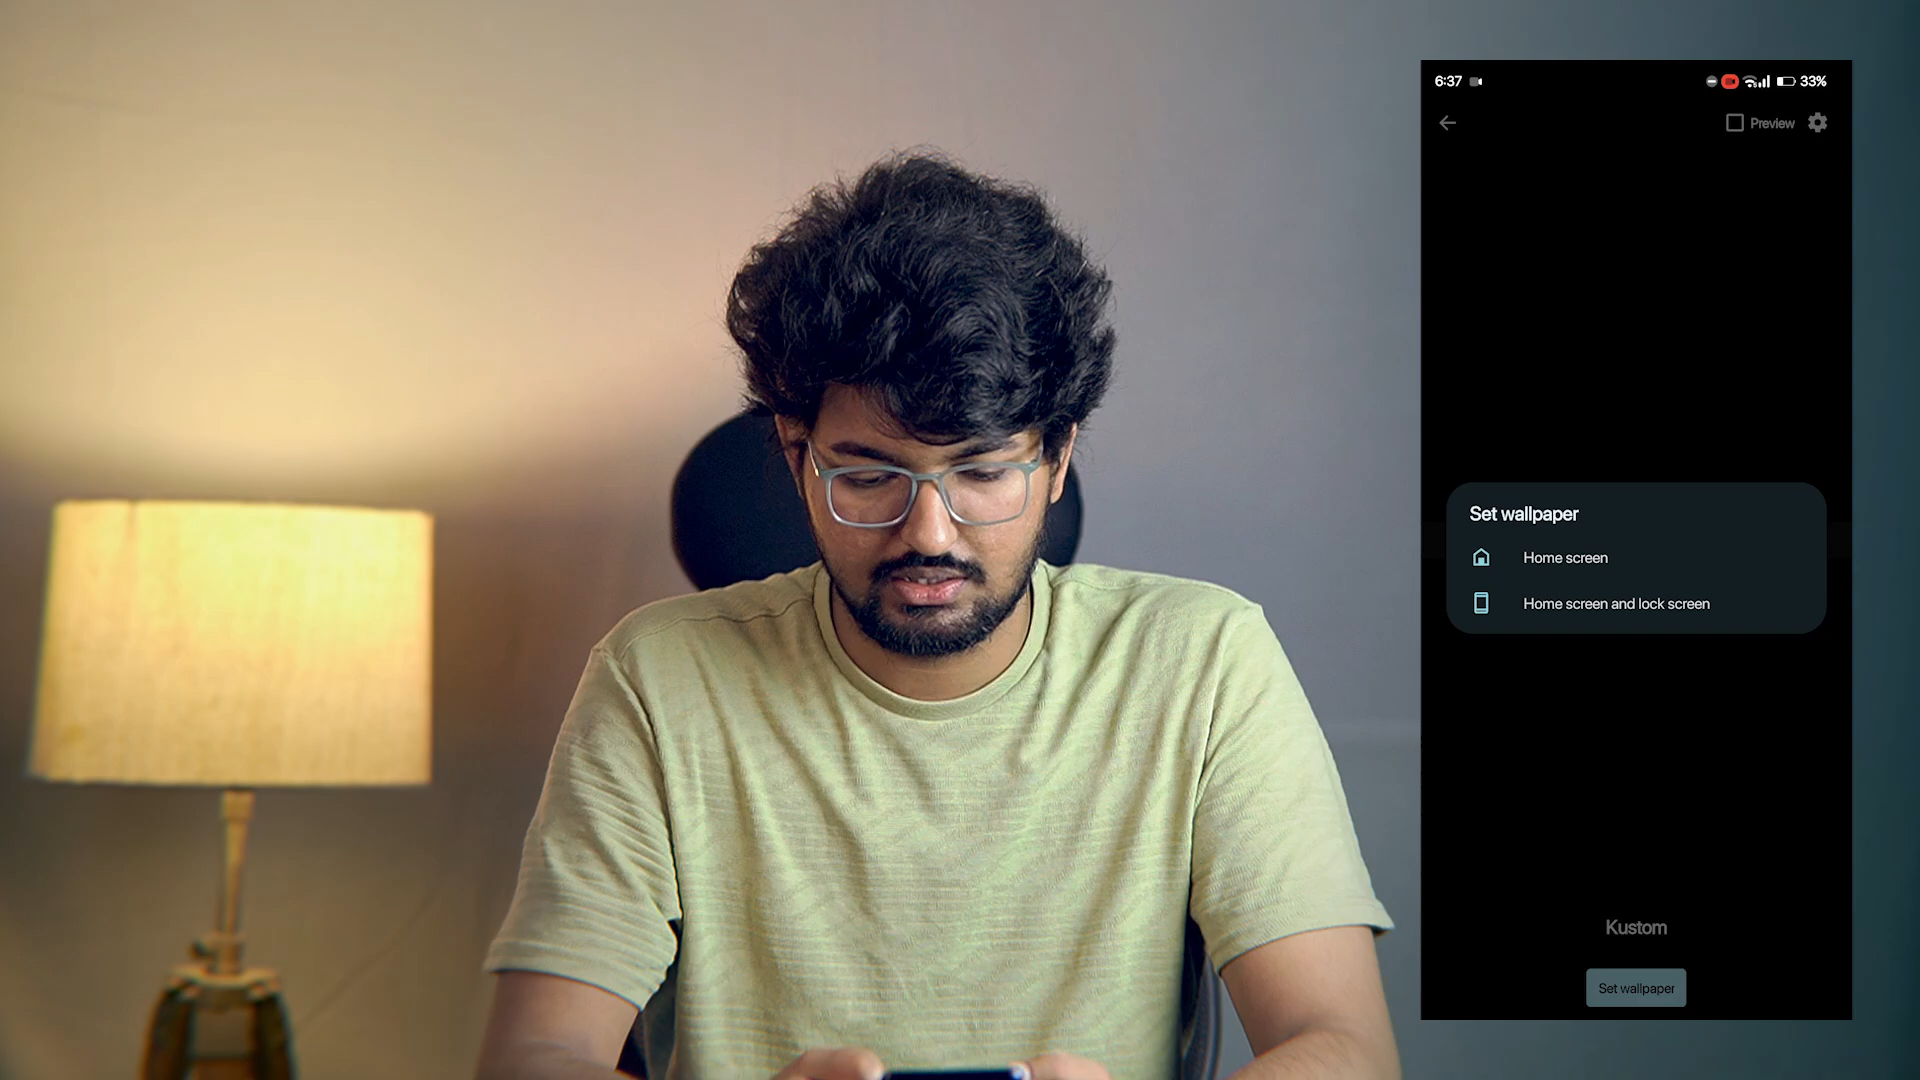 6:37 33%
Preview
Set wallpaper
Home screen
Home screen and lock screen
Kustom
Set wallpaper